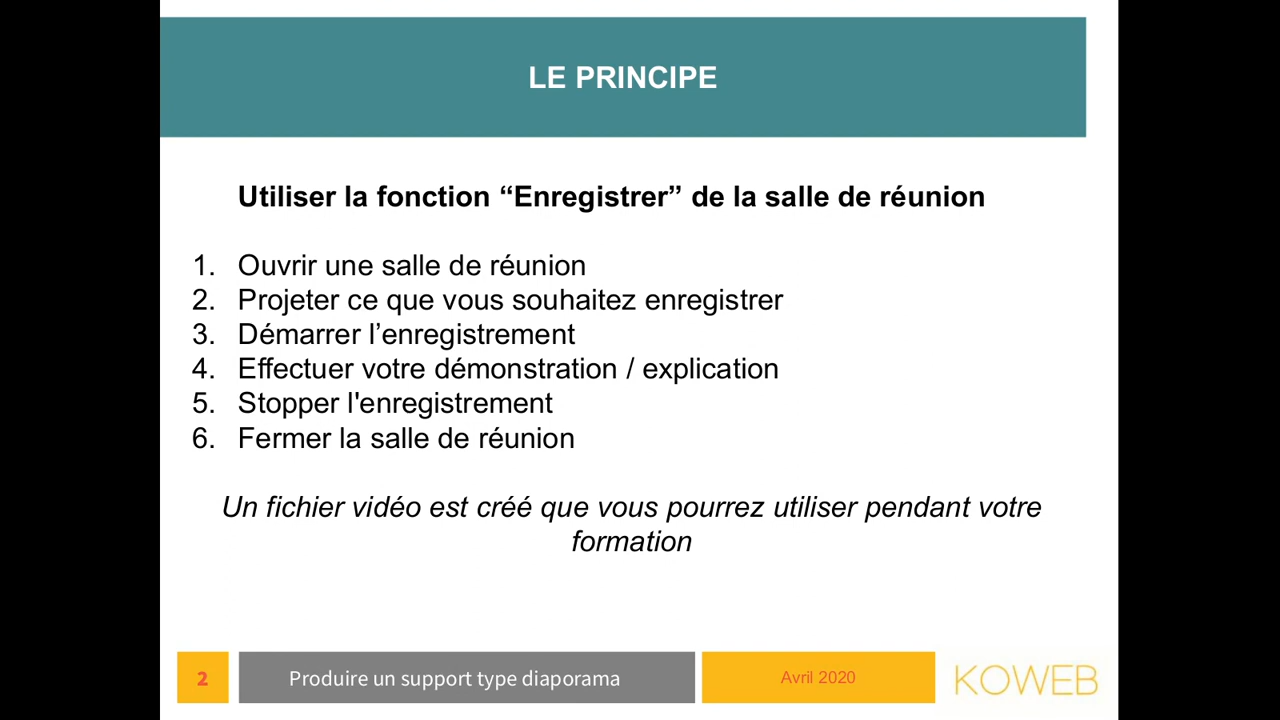 LE PRINCIPE
Utiliser la fonction “Enregistrer” de la salle de réunion
1. Ouvrir une salle de réunion
2. Projeter ce que vous souhaitez enregistrer
3. Démarrer l’enregistrement
4. Effectuer votre démonstration / explication
5. Stopper l'enregistrement
6. Fermer la salle de réunion
Un fichier vidéo est créé que vous pourrez utiliser pendant votre
formation
2 Produire un support type diaporama Avril 2020 KOWEB